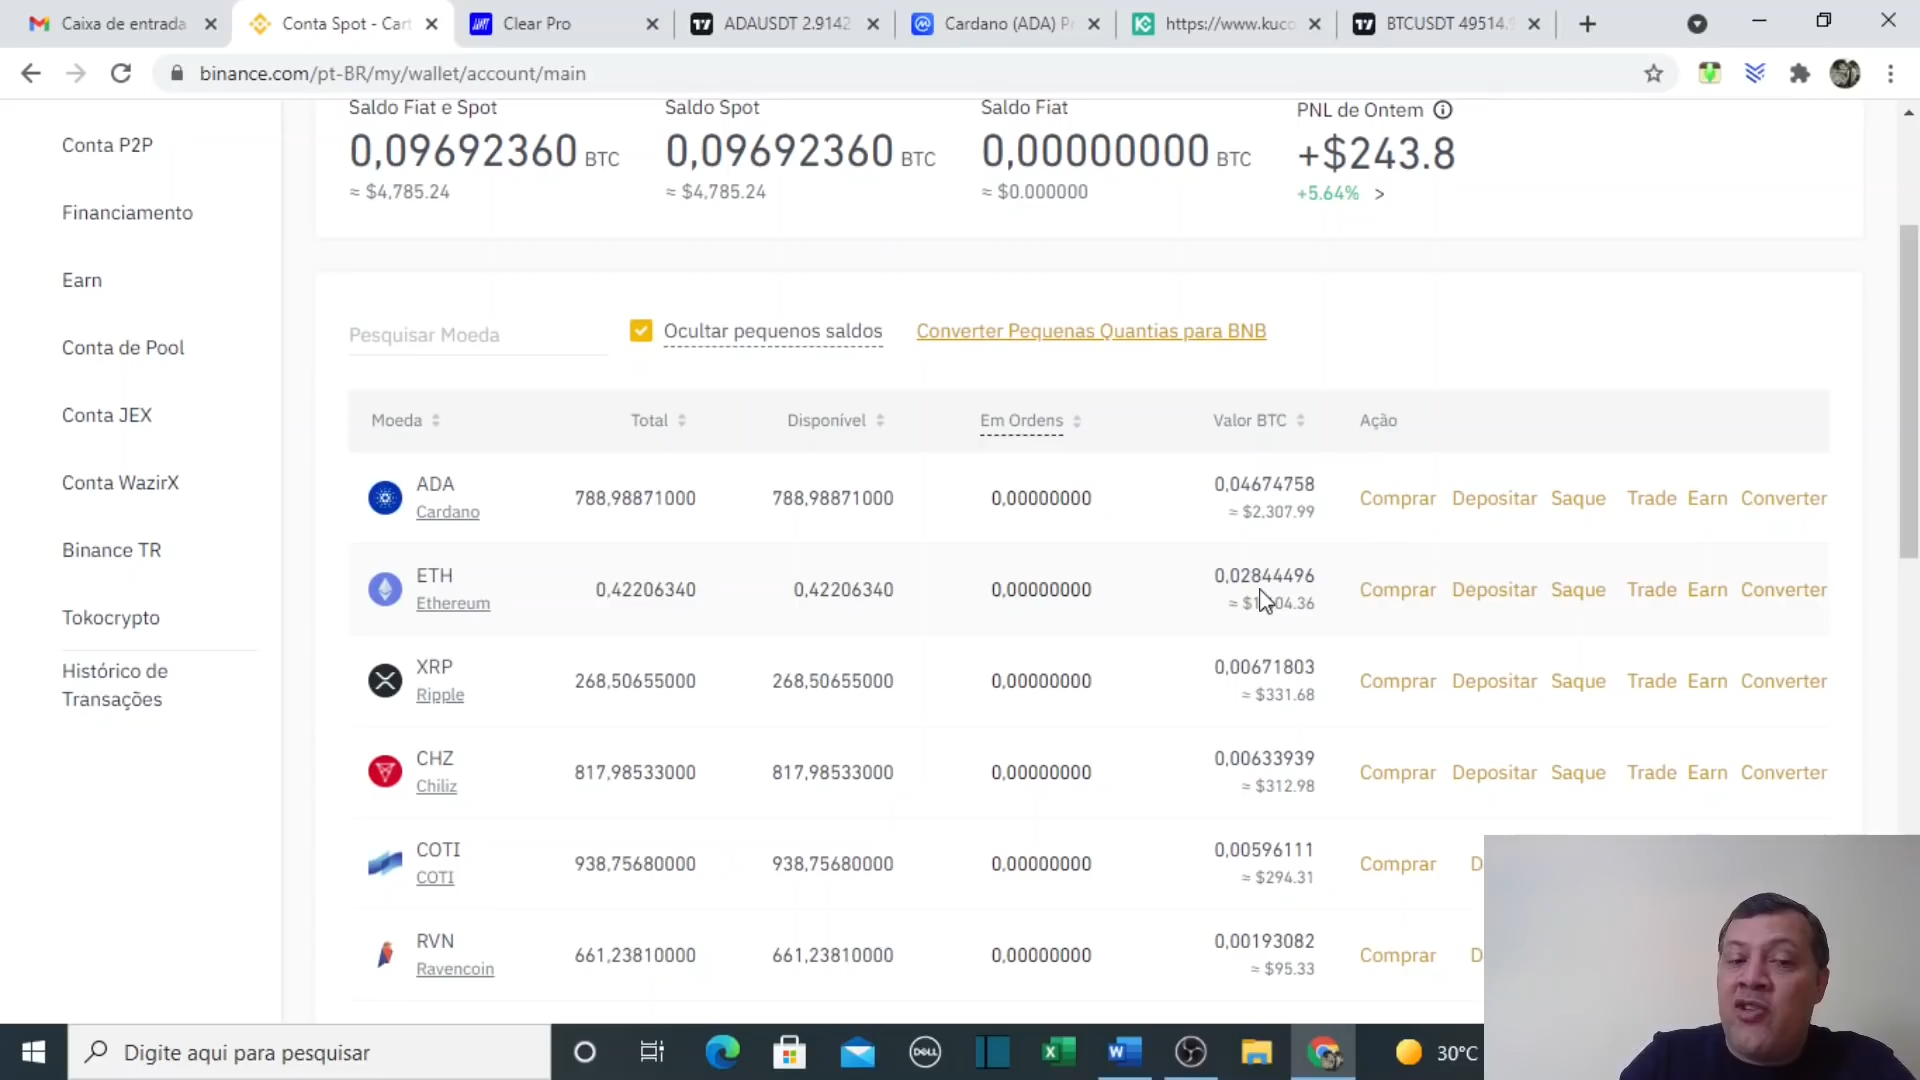 Caixa de entrada
Conta Spot - Cart
Clear Pro
ADAUSDT 2.9142
Cardano (ADA) P
https://www.kuco
BTCUSDT 49514.
binance.com/pt-BR/my/wallet/account/main
Conta P2P
Financiamento
Earn
Conta de Pool
Conta JEX
Conta WazirX
Binance TR
Tokocrypto
Histórico de
Transações
Saldo Fiat e Spot
0,09692360 BTC
≈ $4,785.24
Saldo Spot
0,09692360 BTC
≈ $4,785.24
Saldo Fiat
0,00000000 BTC
≈ $0.000000
PNL de Ontem
+$243.8
+5.64% >
Pesquisar Moeda
Ocultar pequenos saldos
Converter Pequenas Quantias para BNB
Moeda Total Disponível Em Ordens Valor BTC Ação
ADA
Cardano
788,98871000 788,98871000 0,00000000
0,04674758
≈ $2,307.99
Comprar Depositar Saque Trade Earn Converter
ETH
Ethereum
0,42206340 0,42206340 0,00000000
0,02844496
≈ $1 04.36
Comprar Depositar Saque Trade Earn Converter
XRP
Ripple
268,50655000 268,50655000 0,00000000
0,00671803
≈ $331.68
Comprar Depositar Saque Trade Earn Converter
CHZ
Chiliz
817,98533000 817,98533000 0,00000000
0,00633939
≈ $312.98
Comprar Depositar Saque Trade Earn Converter
COTI
COTI
938,75680000 938,75680000 0,00000000
0,00596111
≈ $294.31
Comprar D
RVN
Ravencoin
661,23810000 661,23810000 0,00000000
0,00193082
≈ $95.33
Comprar D
Digite aqui para pesquisar
DELL
30°C